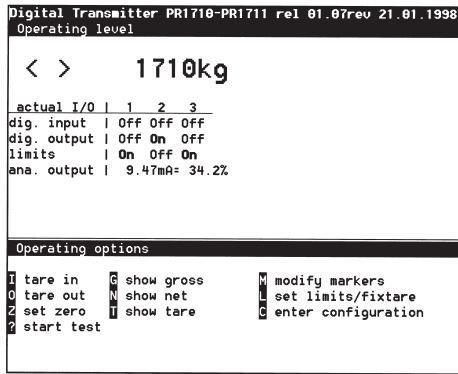 Digital Transmitter PR1710-PR1711 rel 01.07rev 21.01.1998
Operating level
< > 1710kg
actual I/O | 1 2 3
dig. input | Off Off Off
dig. output | Off On Off
limits | On Off On
ana. output | 9.47mA= 34.2%
Operating options
I tare in G show gross M modify markers
O tare out N show net L set limits/fixtare
Z set zero T show tare C enter configuration
? start test